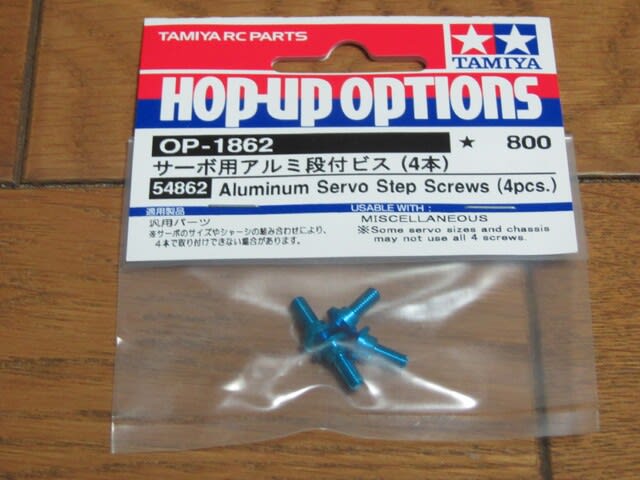 TAMIYA RC PARTS
TAMIYA
HOP-UP OPTIONS
OP-1862
★ 800
サーボ用アルミ段付ビス (4本)
54862 Aluminum Servo Step Screws (4pcs.)
適用製品
汎用パーツ
※サーボのサイズやシャーシの組み合わせにより、
4本で取り付けできない場合があります。
USABLE WITH:
MISCELLANEOUS
※Some servo sizes and chassis
may not use all 4 screws.